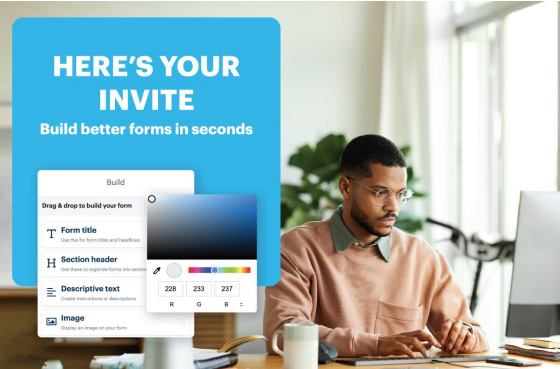 HERE'S YOUR
INVITE
Build better forms in seconds
Build
Drag & drop to build your form
Form title
Use this for form titles and headlines
Section header
Use these to organize forms into section
Descriptive text
Create instructions or descriptions
Image
Display an image on your form
228 233 237
R G B